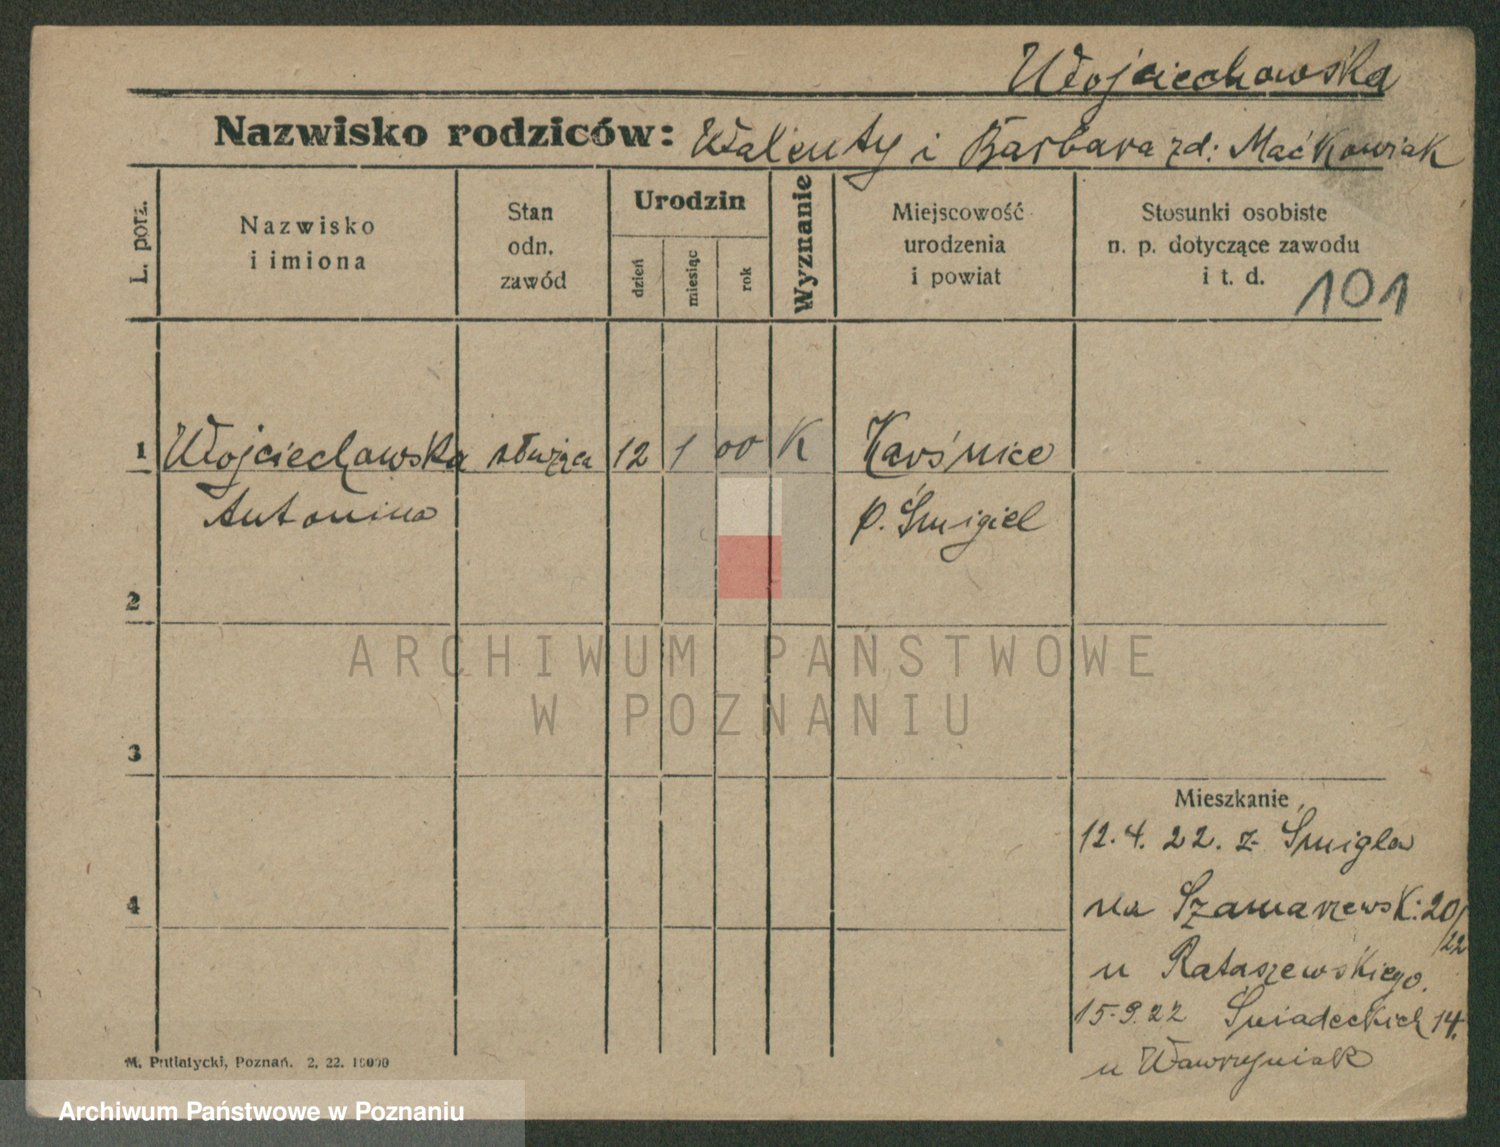 Wojciechowska
Nazwisko rodziców: Walenty i Barbara zd: Maćkowiak
L. porz.
Nazwisko
i imiona
Stan
odn.
zawód
Urodzin
dzień
miesiąc
rok
Wyznanie
Miejscowość
urodzenia
i powiat
Stosunki osobiste
n. p. dotyczące zawodu
i t. d.
101
1 Wojciechowska służąca 12 1 00 K Karśnice
Antonina p. Śmigiel
2
3
Mieszkanie
12.4.22. z Śmigla
4
na Szamarzewsk: 20/22
u Rataszewskiego.
15.9.22 Śniadeckich 14.
u Wawrzyniak
M. Putiatycki, Poznań. 2. 22. 10000
ARCHIWUM PAŃSTWOWE
W POZNANIU
Archiwum Państwowe w Poznaniu